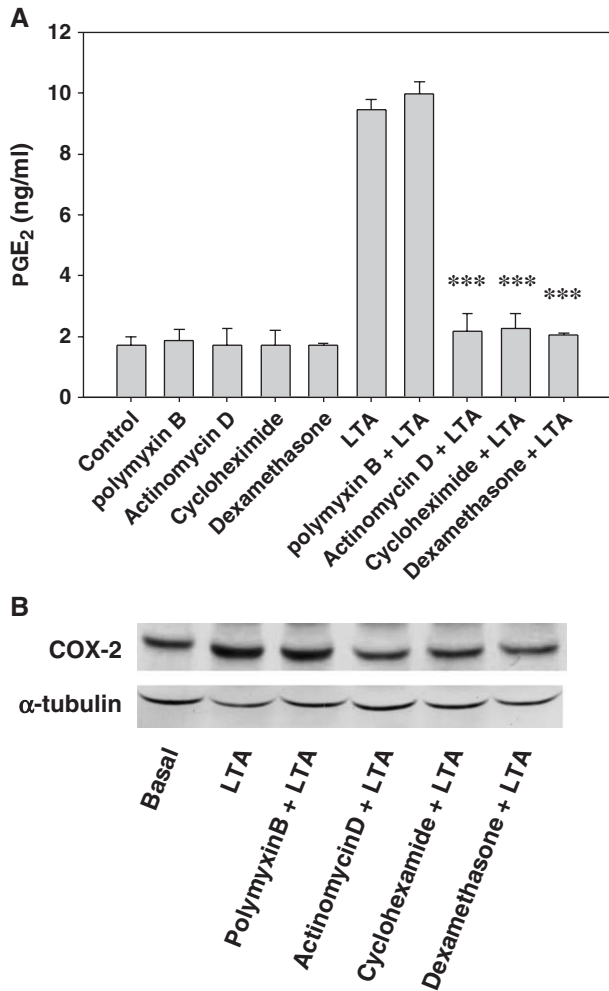 A
12
10
8
6
4
2
0
PGE2 (ng/ml)
*** *** ***
Control
polymyxin B
Actinomycin D
Cycloheximide
Dexamethasone
LTA
polymyxin B + LTA
Actinomycin D + LTA
Cycloheximide + LTA
Dexamethasone + LTA
B
COX-2
α-tubulin
Basal
LTA
PolymyxinB + LTA
ActinomycinD + LTA
Cyclohexamide + LTA
Dexamethasone + LTA